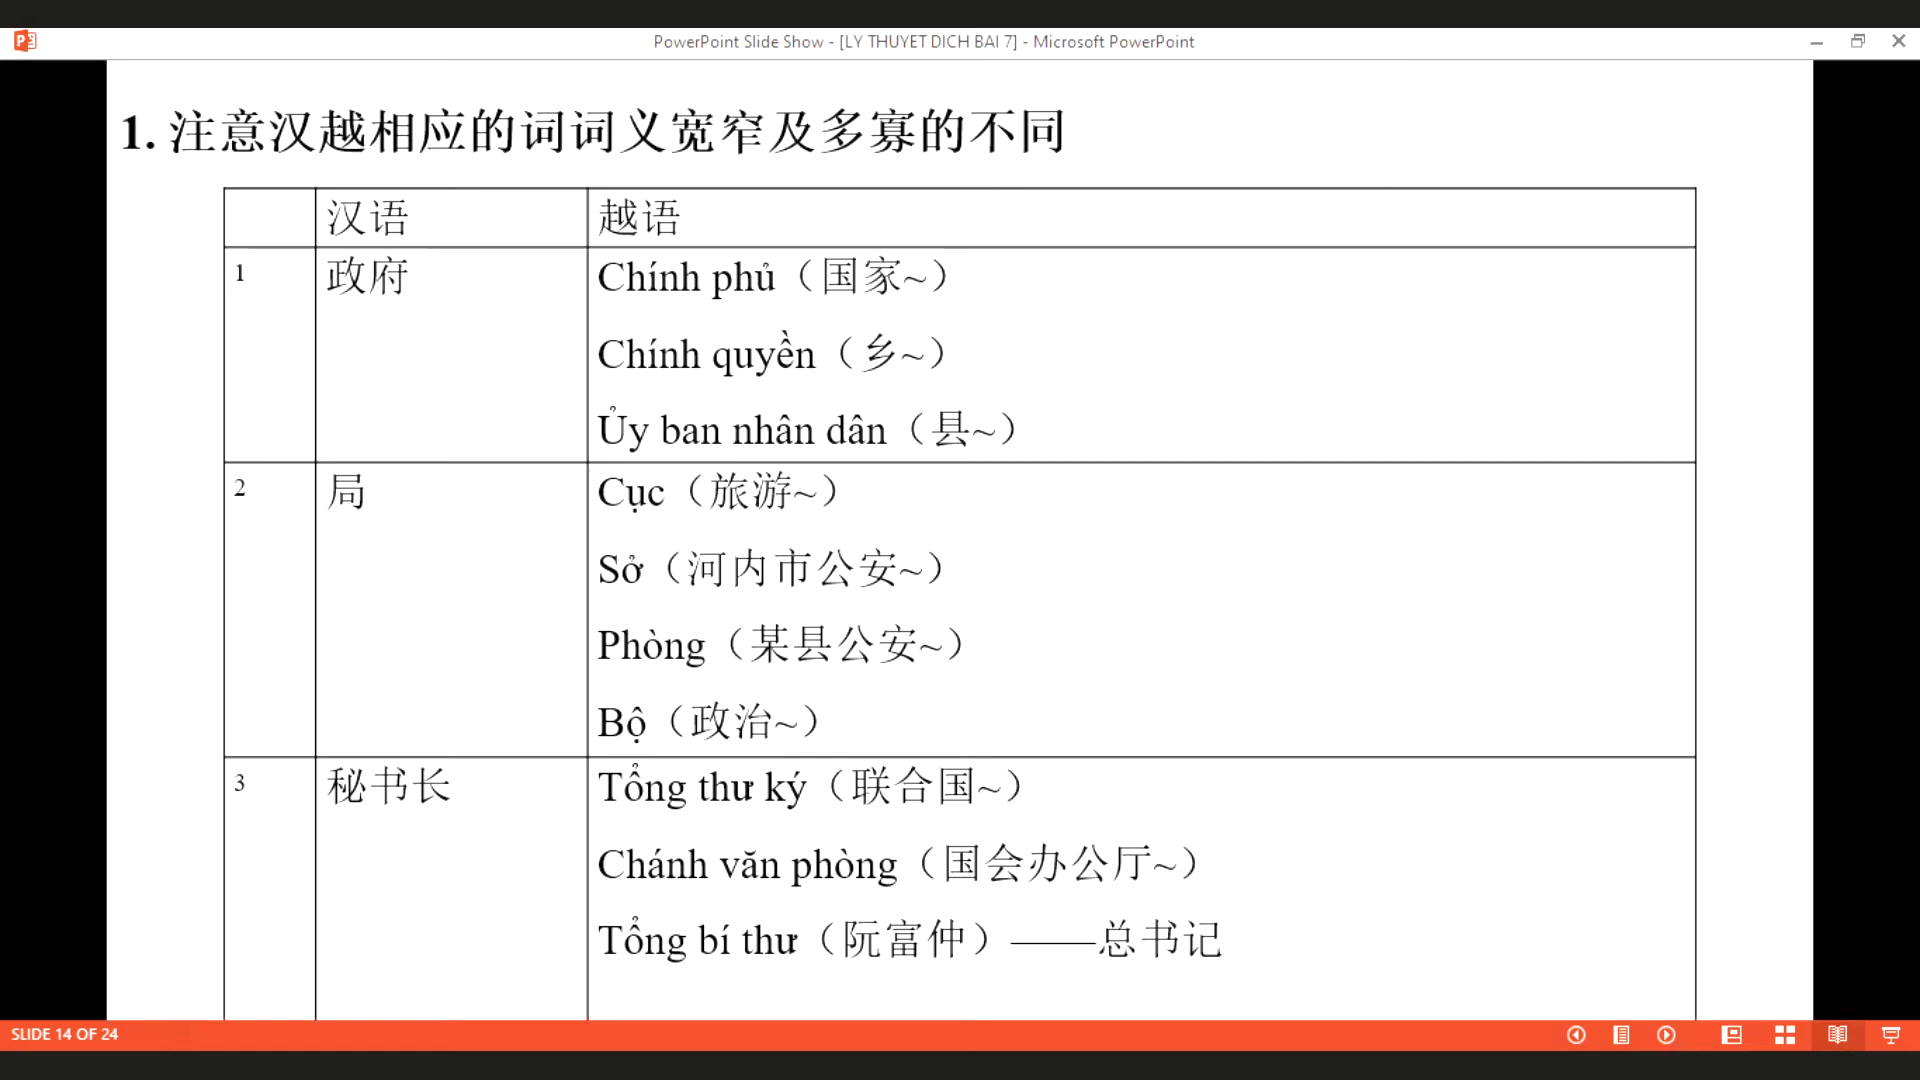 PowerPoint Slide Show - [LY THUYET DICH BAI 7] - Microsoft PowerPoint
1. 注意汉越相应的词词义宽窄及多寡的不同
汉语 越语
1 政府 Chính phủ（国家~）
Chính quyền（乡~）
Ủy ban nhân dân（县~）
2 局 Cục（旅游~）
Sở（河内市公安~）
Phòng（某县公安~）
Bộ（政治~）
3 秘书长 Tổng thư ký（联合国~）
Chánh văn phòng（国会办公厅~）
Tổng bí thư（阮富仲）——总书记
SLIDE 14 OF 24